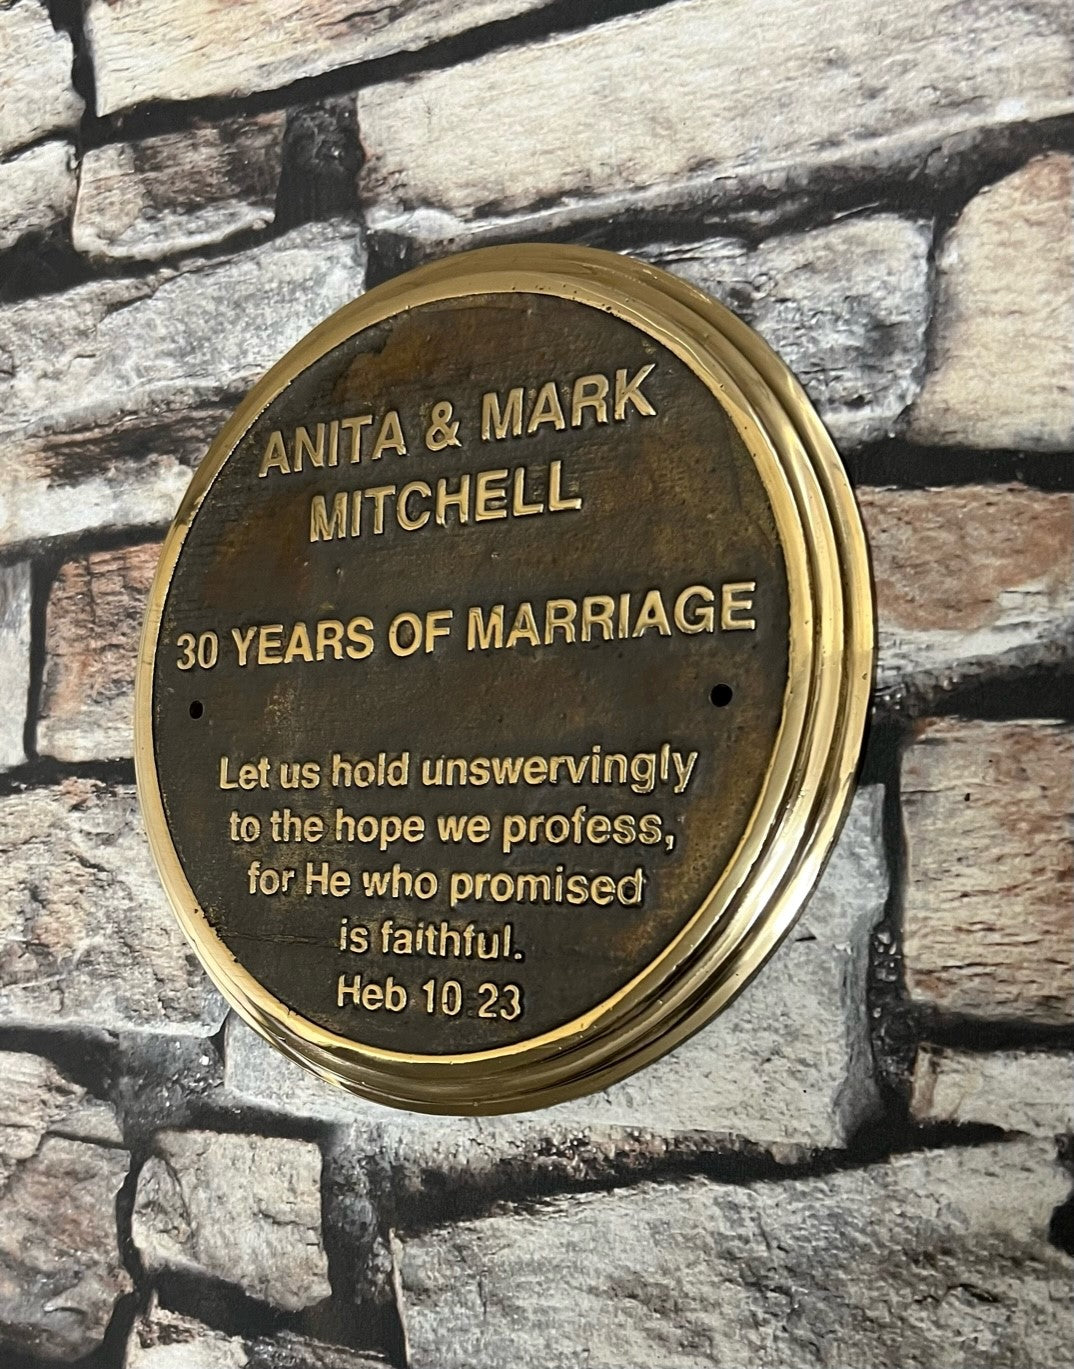 ANITA & MARK
MITCHELL
30 YEARS OF MARRIAGE
Let us hold unswervingly
to the hope we profess,
for He who promised
is faithful.
Heb 10 23